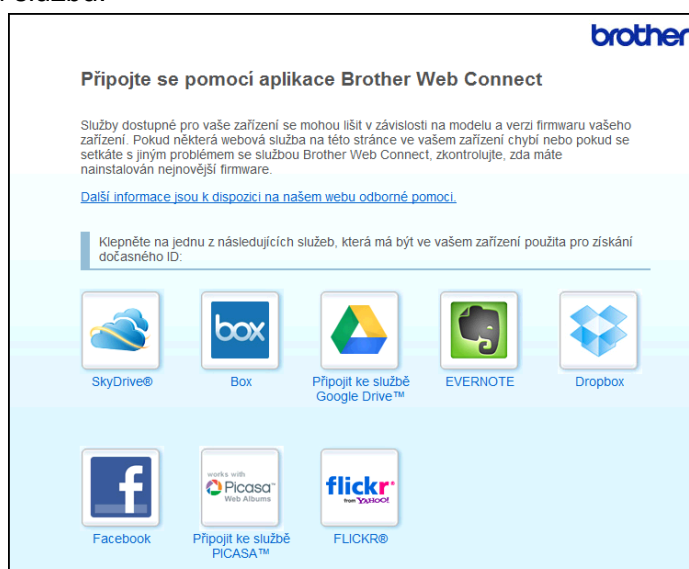 brother
Připojte se pomocí aplikace Brother Web Connect
Služby dostupné pro vaše zařízení se mohou lišit v závislosti na modelu a verzi firmwaru vašeho
zařízení. Pokud některá webová služba na této stránce ve vašem zařízení chybí nebo pokud se
setkáte s jiným problémem se službou Brother Web Connect, zkontrolujte, zda máte
nainstalován nejnovější firmware.
Další informace jsou k dispozici na našem webu odborné pomoci.
Klepněte na jednu z následujících služeb, která má být ve vašem zařízení použita pro získání
dočasného ID:
box
SkyDrive®
Box
Připojit ke službě
Google Drive™
EVERNOTE
Dropbox
f
works with
Picasa™
Web Albums
flickr
from YAHOO!
Facebook
Připojit ke službě
PICASA™
FLICKR®